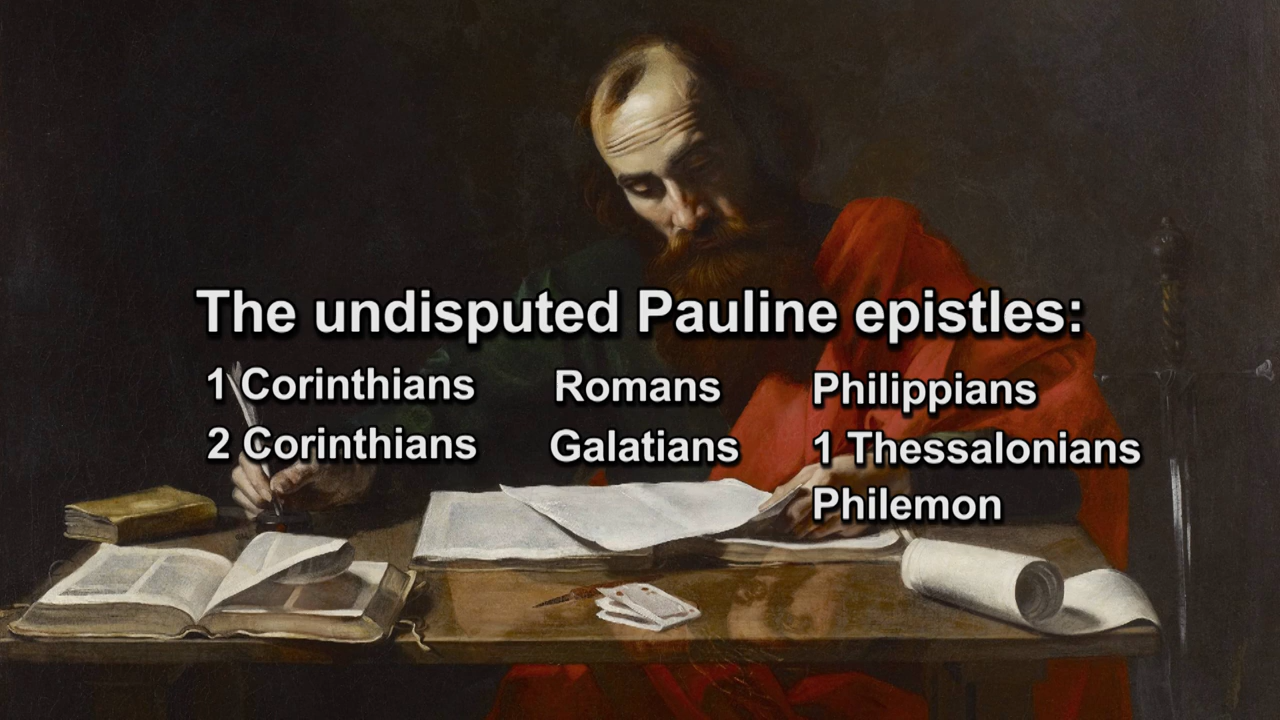 The undisputed Pauline epistles:
1 Corinthians
2 Corinthians
Romans
Galatians
Philippians
1 Thessalonians
Philemon